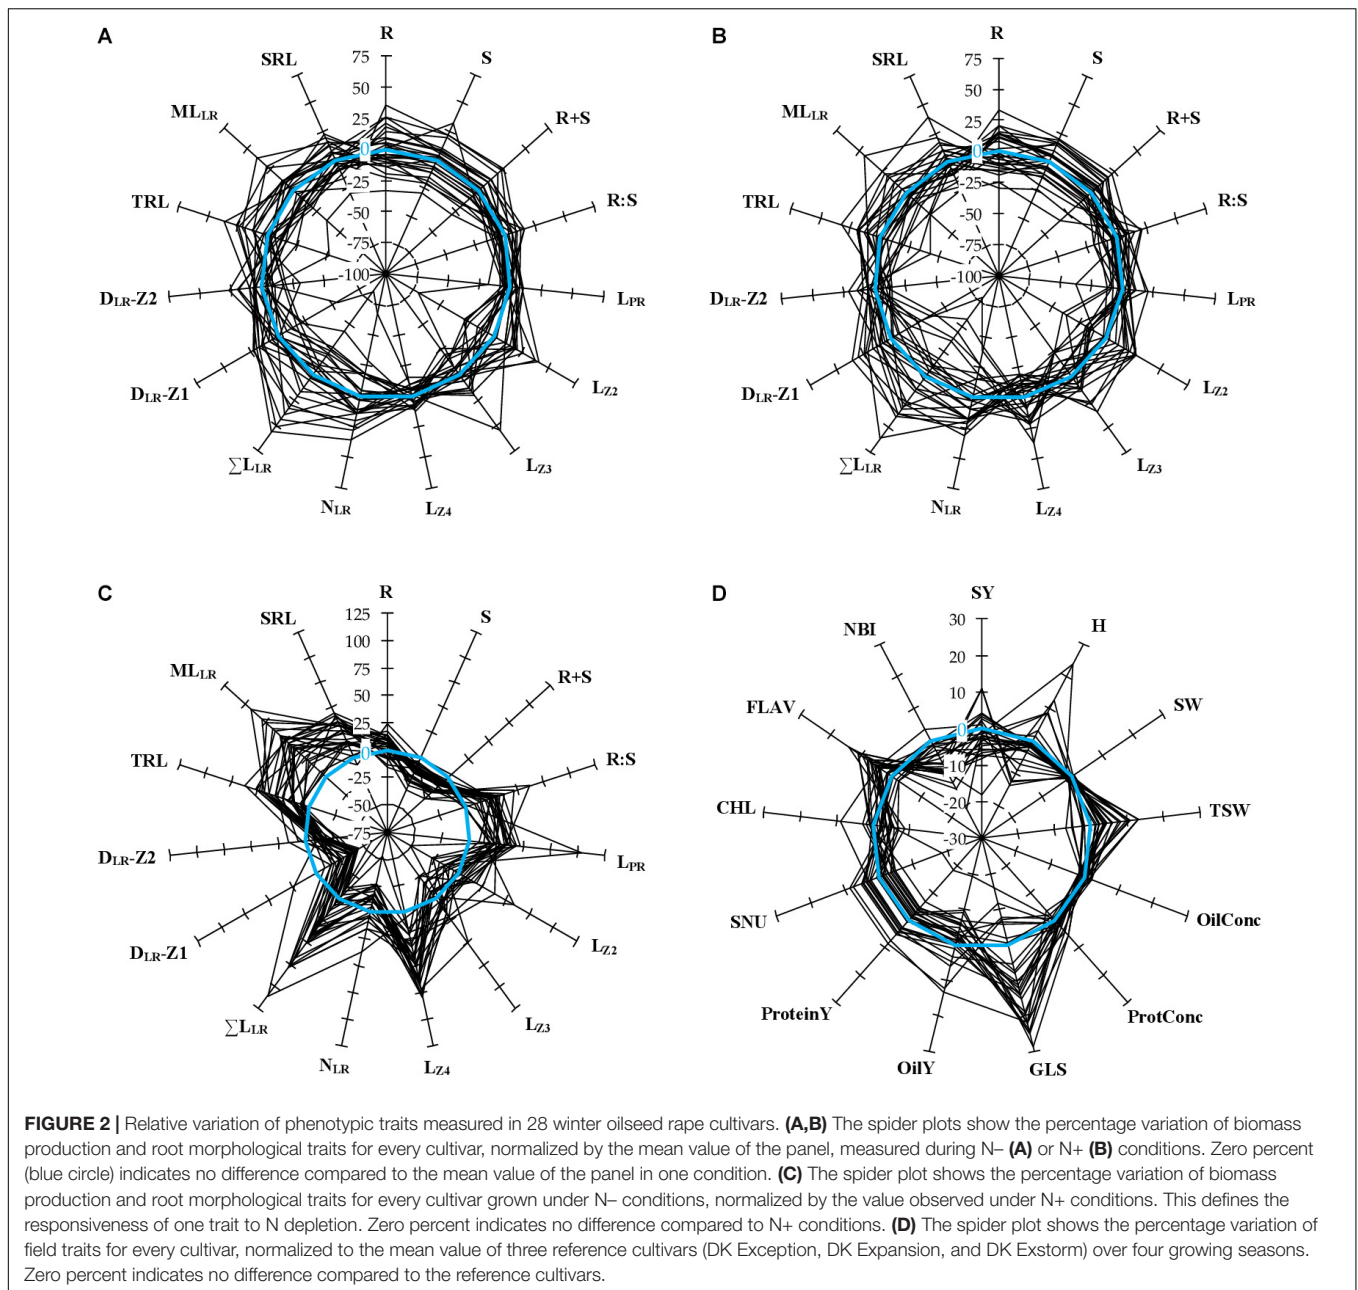 A
R
S
R+S
R:S
LPR
LZ2
LZ3
LZ4
NLR
∑LLR
DLR-Z1
DLR-Z2
TRL
MLLR
SRL
75
50
25
0
-25
-50
-75
-100
B
R
S
R+S
R:S
LPR
LZ2
LZ3
LZ4
NLR
∑LLR
DLR-Z1
DLR-Z2
TRL
MLLR
SRL
75
50
25
0
-25
-50
-75
-100
C
R
S
R+S
R:S
LPR
LZ2
LZ3
LZ4
NLR
∑LLR
DLR-Z1
DLR-Z2
TRL
MLLR
SRL
125
100
75
50
25
0
-25
-50
-75
D
SY
H
SW
TSW
OilConc
ProtConc
GLS
OilY
ProteinY
SNU
CHL
FLAV
NBI
30
20
10
0
-10
-20
-30
FIGURE 2 | Relative variation of phenotypic traits measured in 28 winter oilseed rape cultivars. (A,B) The spider plots show the percentage variation of biomass
production and root morphological traits for every cultivar, normalized by the mean value of the panel, measured during N– (A) or N+ (B) conditions. Zero percent
(blue circle) indicates no difference compared to the mean value of the panel in one condition. (C) The spider plot shows the percentage variation of biomass
production and root morphological traits for every cultivar grown under N– conditions, normalized by the value observed under N+ conditions. This defines the
responsiveness of one trait to N depletion. Zero percent indicates no difference compared to N+ conditions. (D) The spider plot shows the percentage variation of
field traits for every cultivar, normalized to the mean value of three reference cultivars (DK Exception, DK Expansion, and DK Exstorm) over four growing seasons.
Zero percent indicates no difference compared to the reference cultivars.